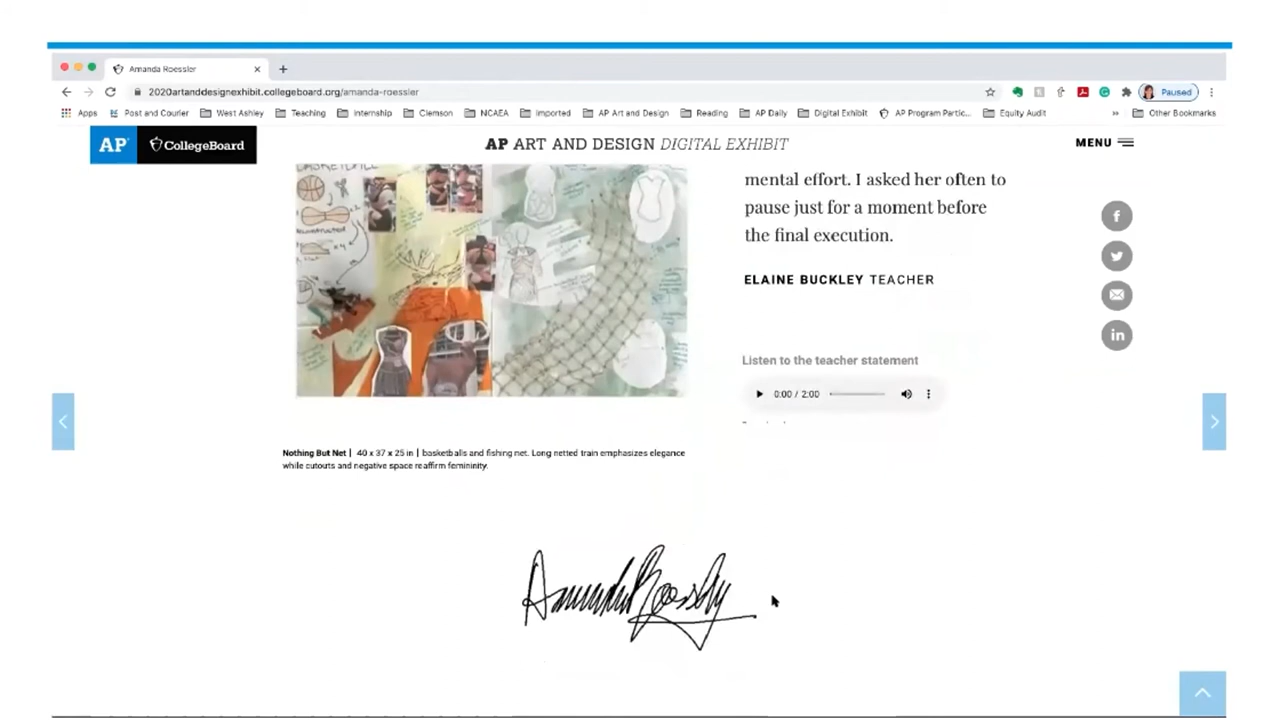 Amanda Roessler
2020artanddesignexhibit.collegeboard.org/amanda-roessler
Paused
Apps
Post and Courier
West Ashley
Teaching
Internship
Clemson
NCAEA
Imported
AP Art and Design
Reading
AP Daily
Digital Exhibit
AP Program Partic...
Equity Audit
Other Bookmarks
AP CollegeBoard
AP ART AND DESIGN DIGITAL EXHIBIT
MENU
mental effort. I asked her often to
pause just for a moment before
the final execution.
ELAINE BUCKLEY TEACHER
Listen to the teacher statement
0:00 / 2:00
Nothing But Net | 40 x 37 x 25 in | basketballs and fishing net. Long netted train emphasizes elegance
while cutouts and negative space reaffirm femininity.